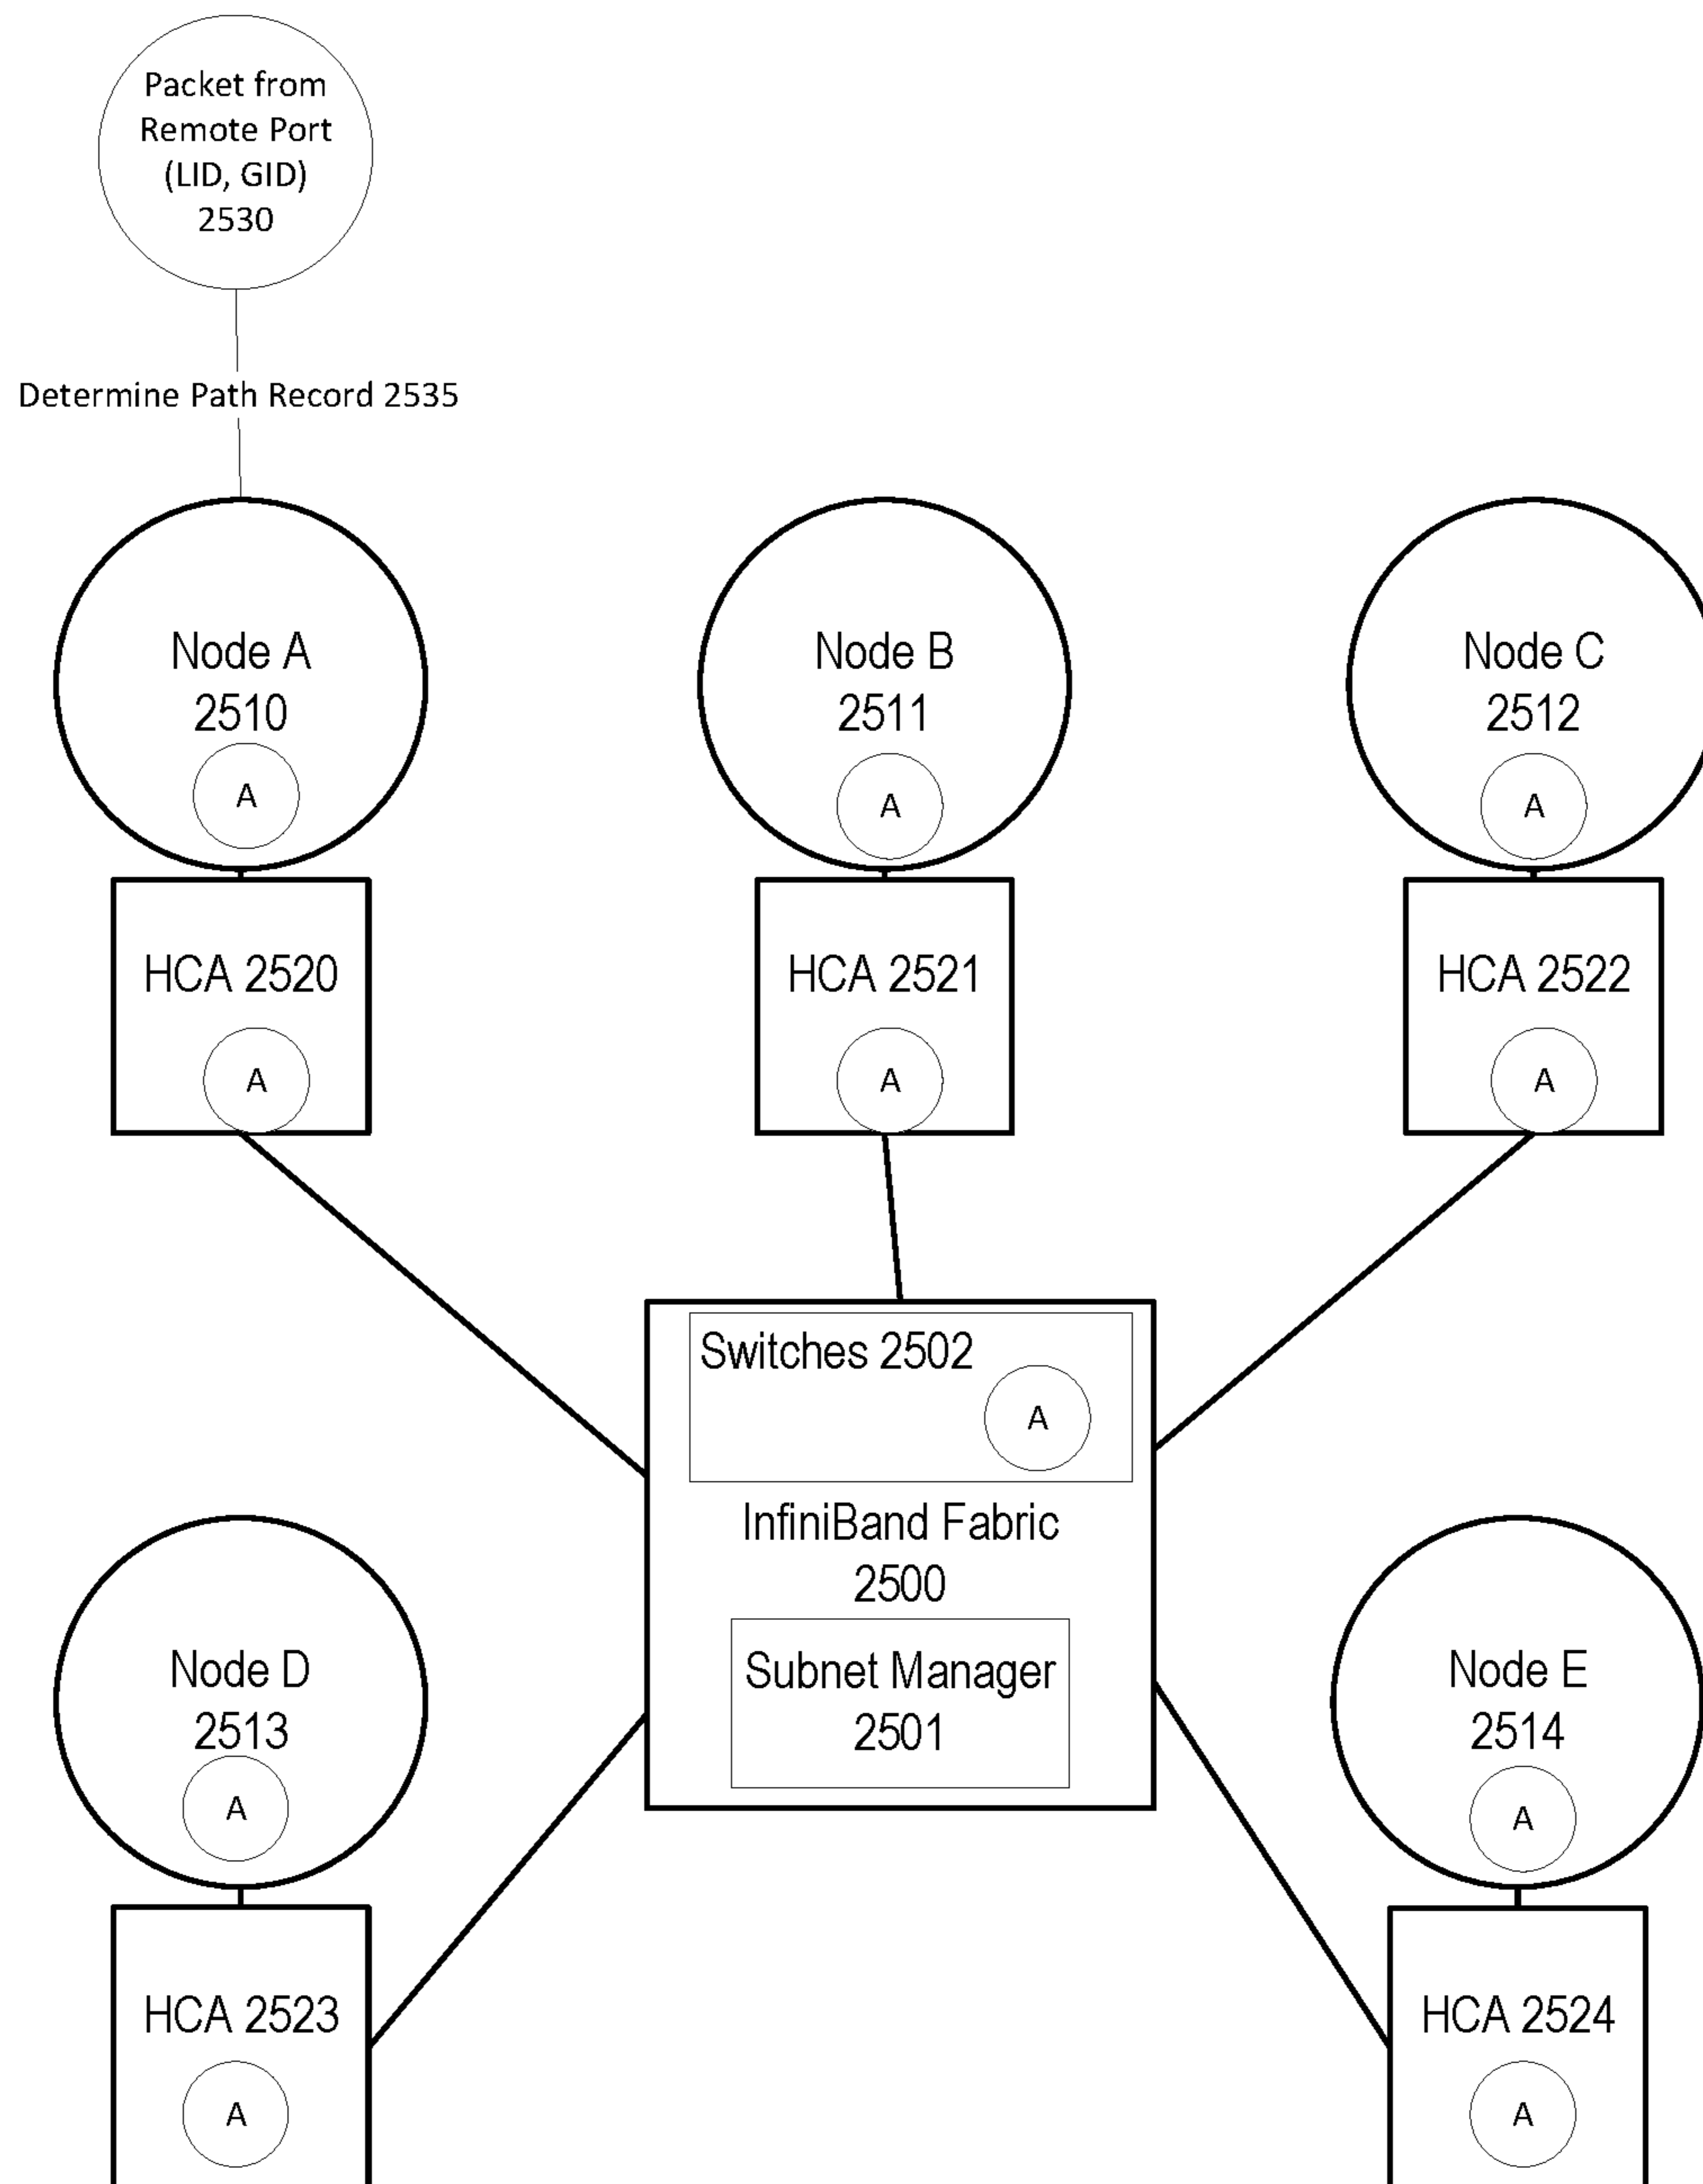 Packet from
Remote Port
(LID, GID)
2530
Determine Path Record 2535
Node A
2510
A
Node B
2511
A
Node C
2512
A
HCA 2520
A
HCA 2521
A
HCA 2522
A
Switches 2502
A
InfiniBand Fabric
2500
Subnet Manager
2501
Node D
2513
A
Node E
2514
A
HCA 2523
A
HCA 2524
A